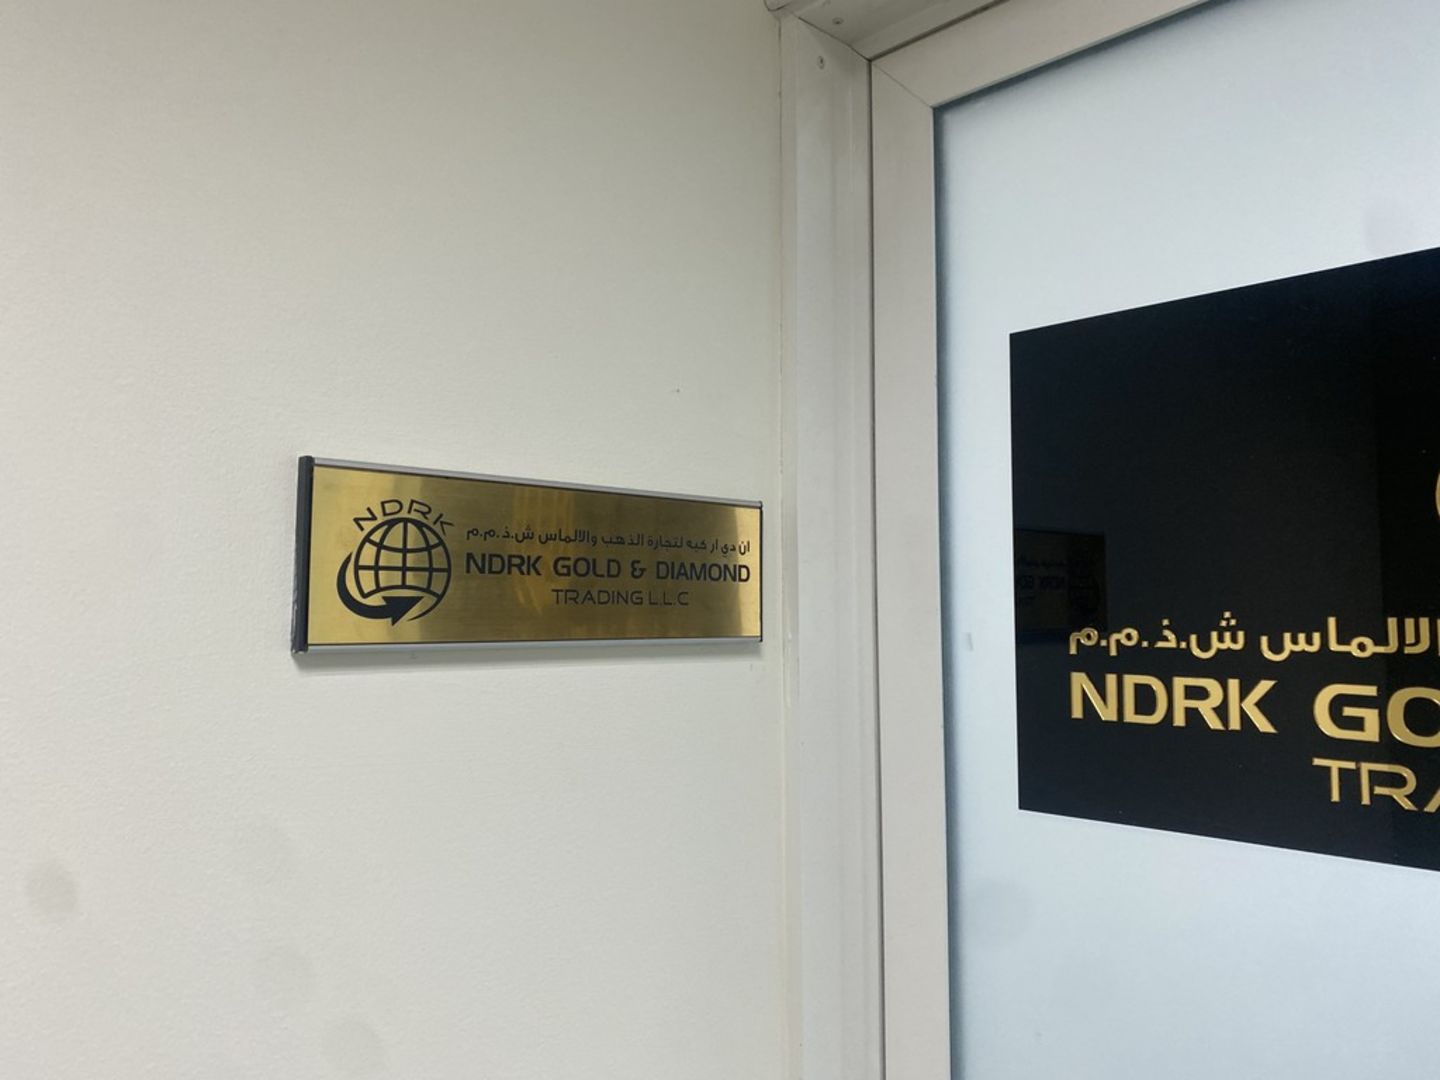 NDRK
ان دي ار كيه لتجارة الذهب والالماس ش.ذ.م.م
NDRK GOLD & DIAMOND
TRADING L.L.C
الالماس ش.ذ.م.م
NDRK GO
TRA